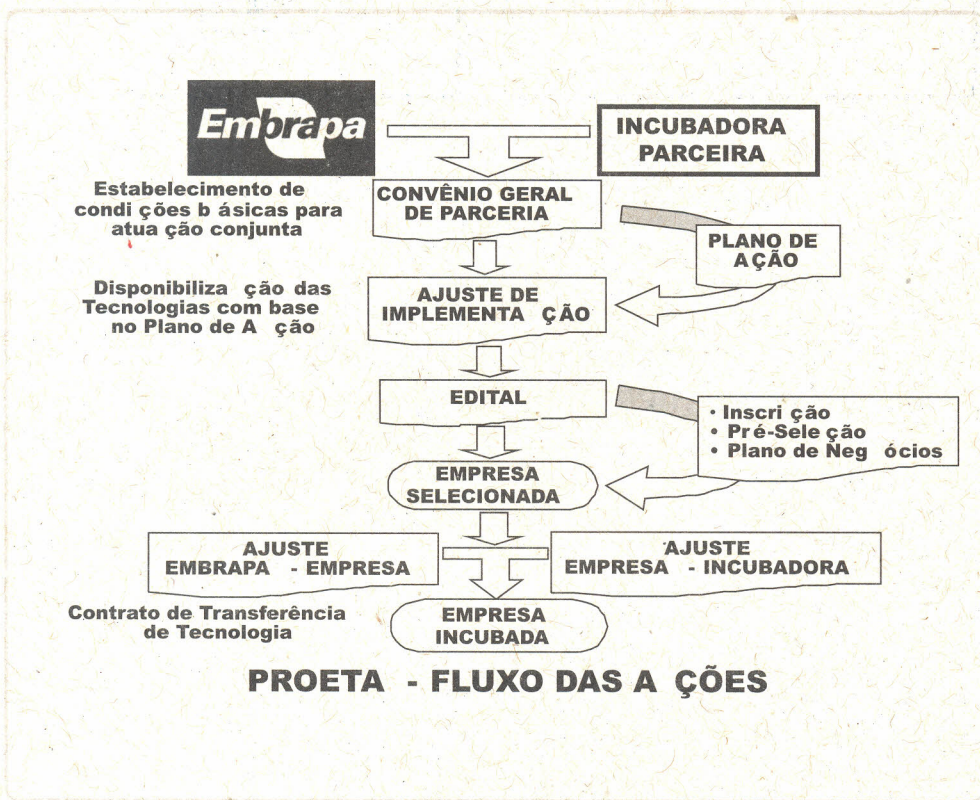 Embrapa
INCUBADORA
PARCEIRA
Estabelecimento de
condi ções b ásicas para
atua ção conjunta
CONVÊNIO GERAL
DE PARCERIA
PLANO DE
AÇÃO
Disponibiliza ção das
Tecnologias com base
no Plano de A ção
AJUSTE DE
IMPLEMENTA ÇÃO
EDITAL
• Inscri ção
• Pré-Sele ção
• Plano de Neg ócios
EMPRESA
SELECIONADA
AJUSTE
EMBRAPA - EMPRESA
AJUSTE
EMPRESA - INCUBADORA
Contrato de Transferência
de Tecnologia
EMPRESA
INCUBADA
PROETA - FLUXO DAS A ÇÕES